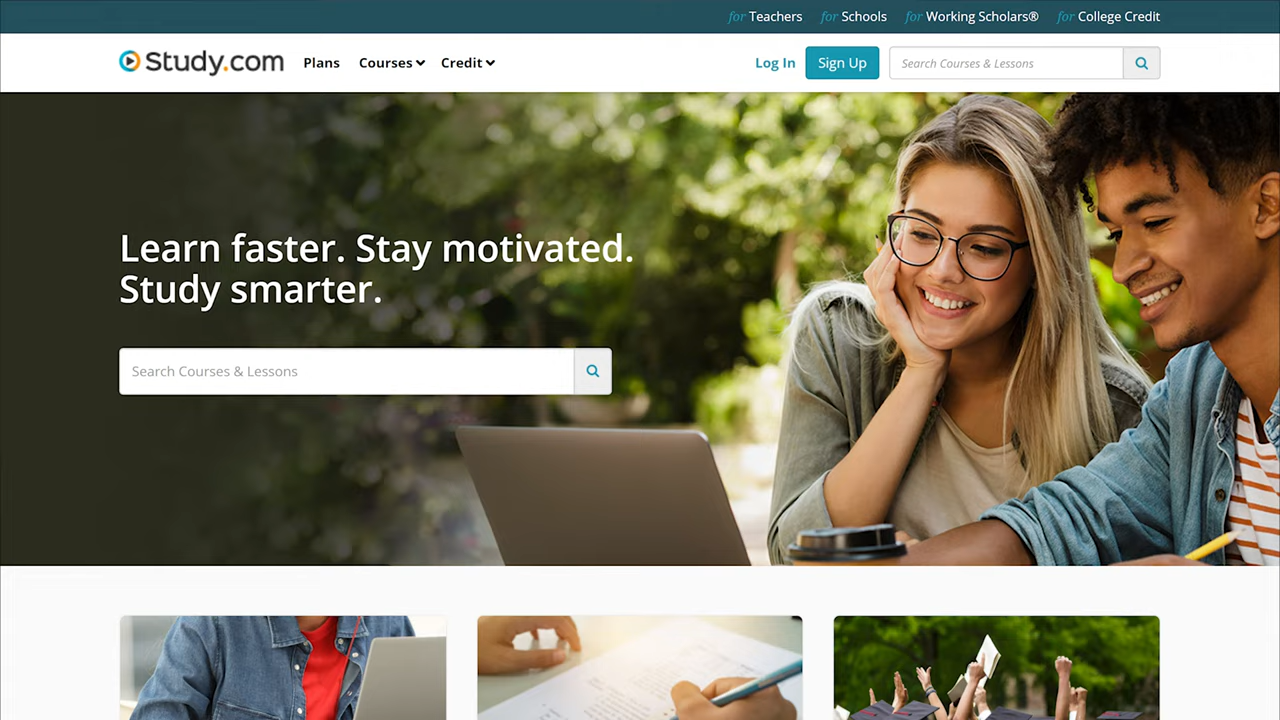 for Teachers for Schools for Working Scholars® for College Credit
Study.com Plans Courses Credit Log In Sign Up Search Courses & Lessons
Learn faster. Stay motivated.
Study smarter.
Search Courses & Lessons